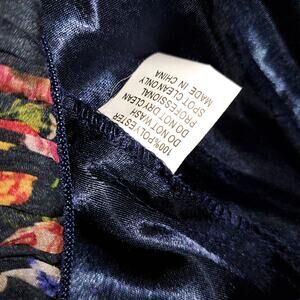 100%POLYESTER
DO NOT WASH
DO NOT DRY CLEAN
PROFESSIONAL
SPOT CLEAN ONLY
MADE IN CHINA